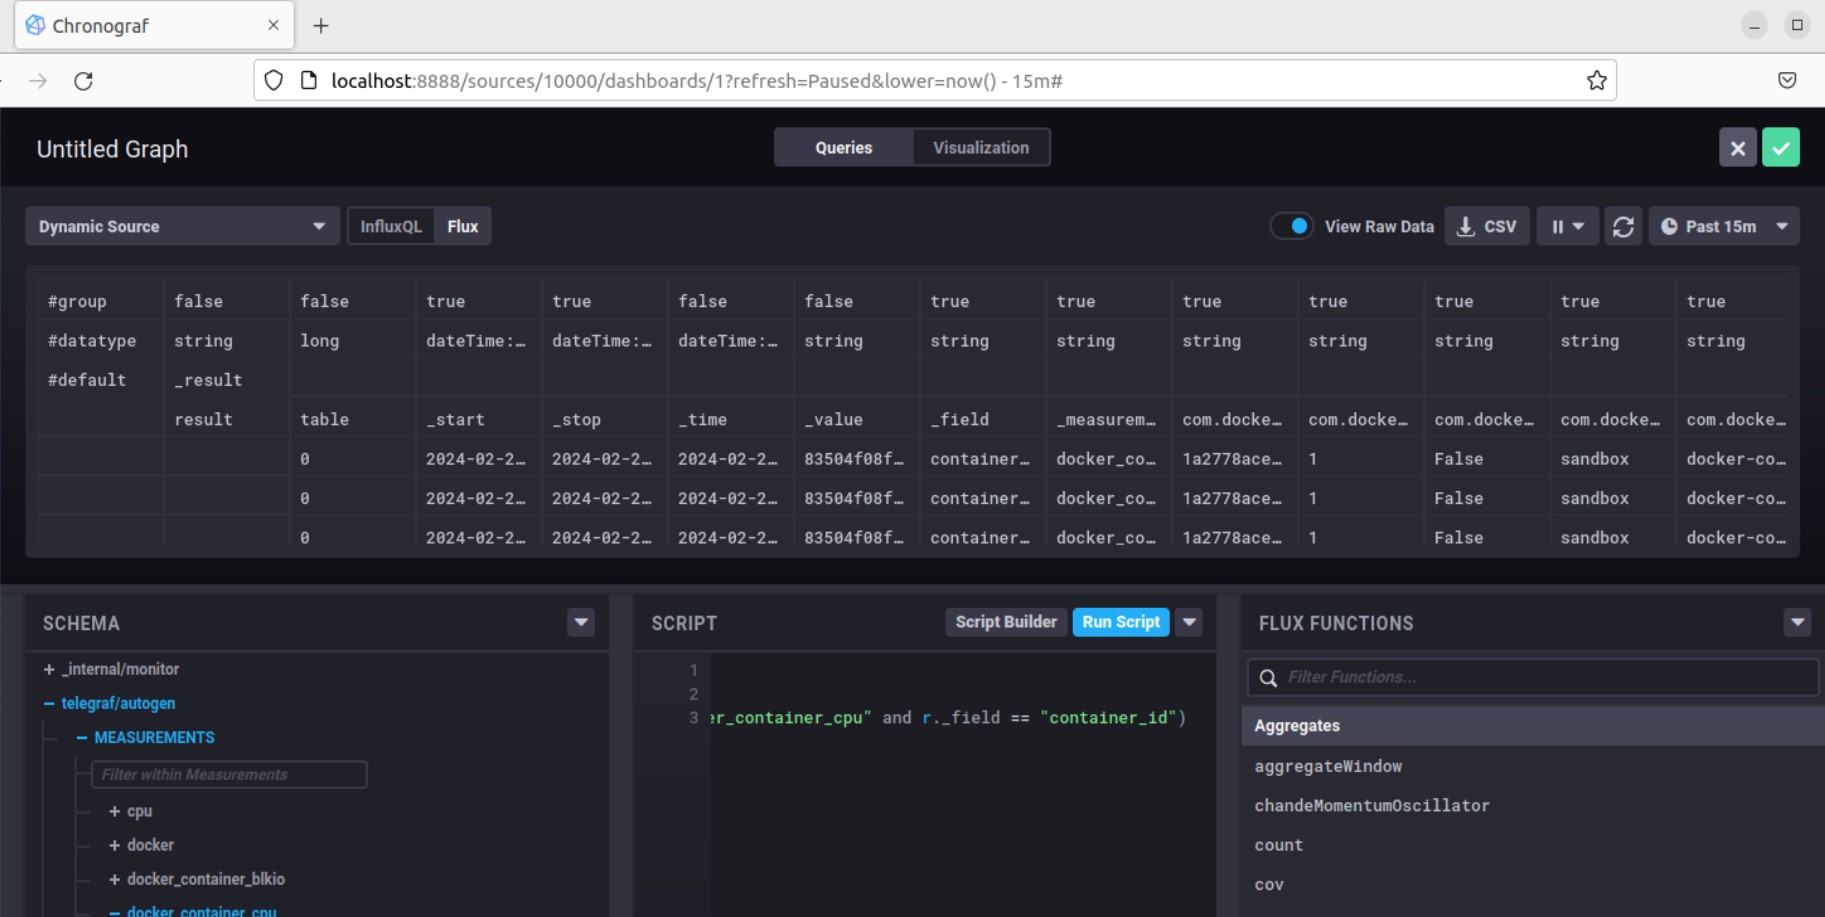 Chronograf
localhost:8888/sources/10000/dashboards/1?refresh=Paused&lower=now() - 15m#
Untitled Graph
Queries Visualization
Dynamic Source InfluxQL Flux View Raw Data CSV Past 15m
#group false false true true false false true true true true true true true
#datatype string long dateTime:… dateTime:… dateTime:… string string string string string string string string
#default _result
result table _start _stop _time _value _field _measurem… com.docke… com.docke… com.docke… com.docke… com.docke…
0 2024-02-2… 2024-02-2… 2024-02-2… 83504f08f… container… docker_co… 1a2778ace… 1 False sandbox docker-co…
0 2024-02-2… 2024-02-2… 2024-02-2… 83504f08f… container… docker_co… 1a2778ace… 1 False sandbox docker-co…
0 2024-02-2… 2024-02-2… 2024-02-2… 83504f08f… container… docker_co… 1a2778ace… 1 False sandbox docker-co…
SCHEMA
+ _internal/monitor
– telegraf/autogen
– MEASUREMENTS
Filter within Measurements
+ cpu
+ docker
+ docker_container_blkio
– docker_container_cpu
SCRIPT Script Builder Run Script
1
2
3 er_container_cpu" and r._field == "container_id")
FLUX FUNCTIONS
Filter Functions...
Aggregates
aggregateWindow
chandeMomentumOscillator
count
cov